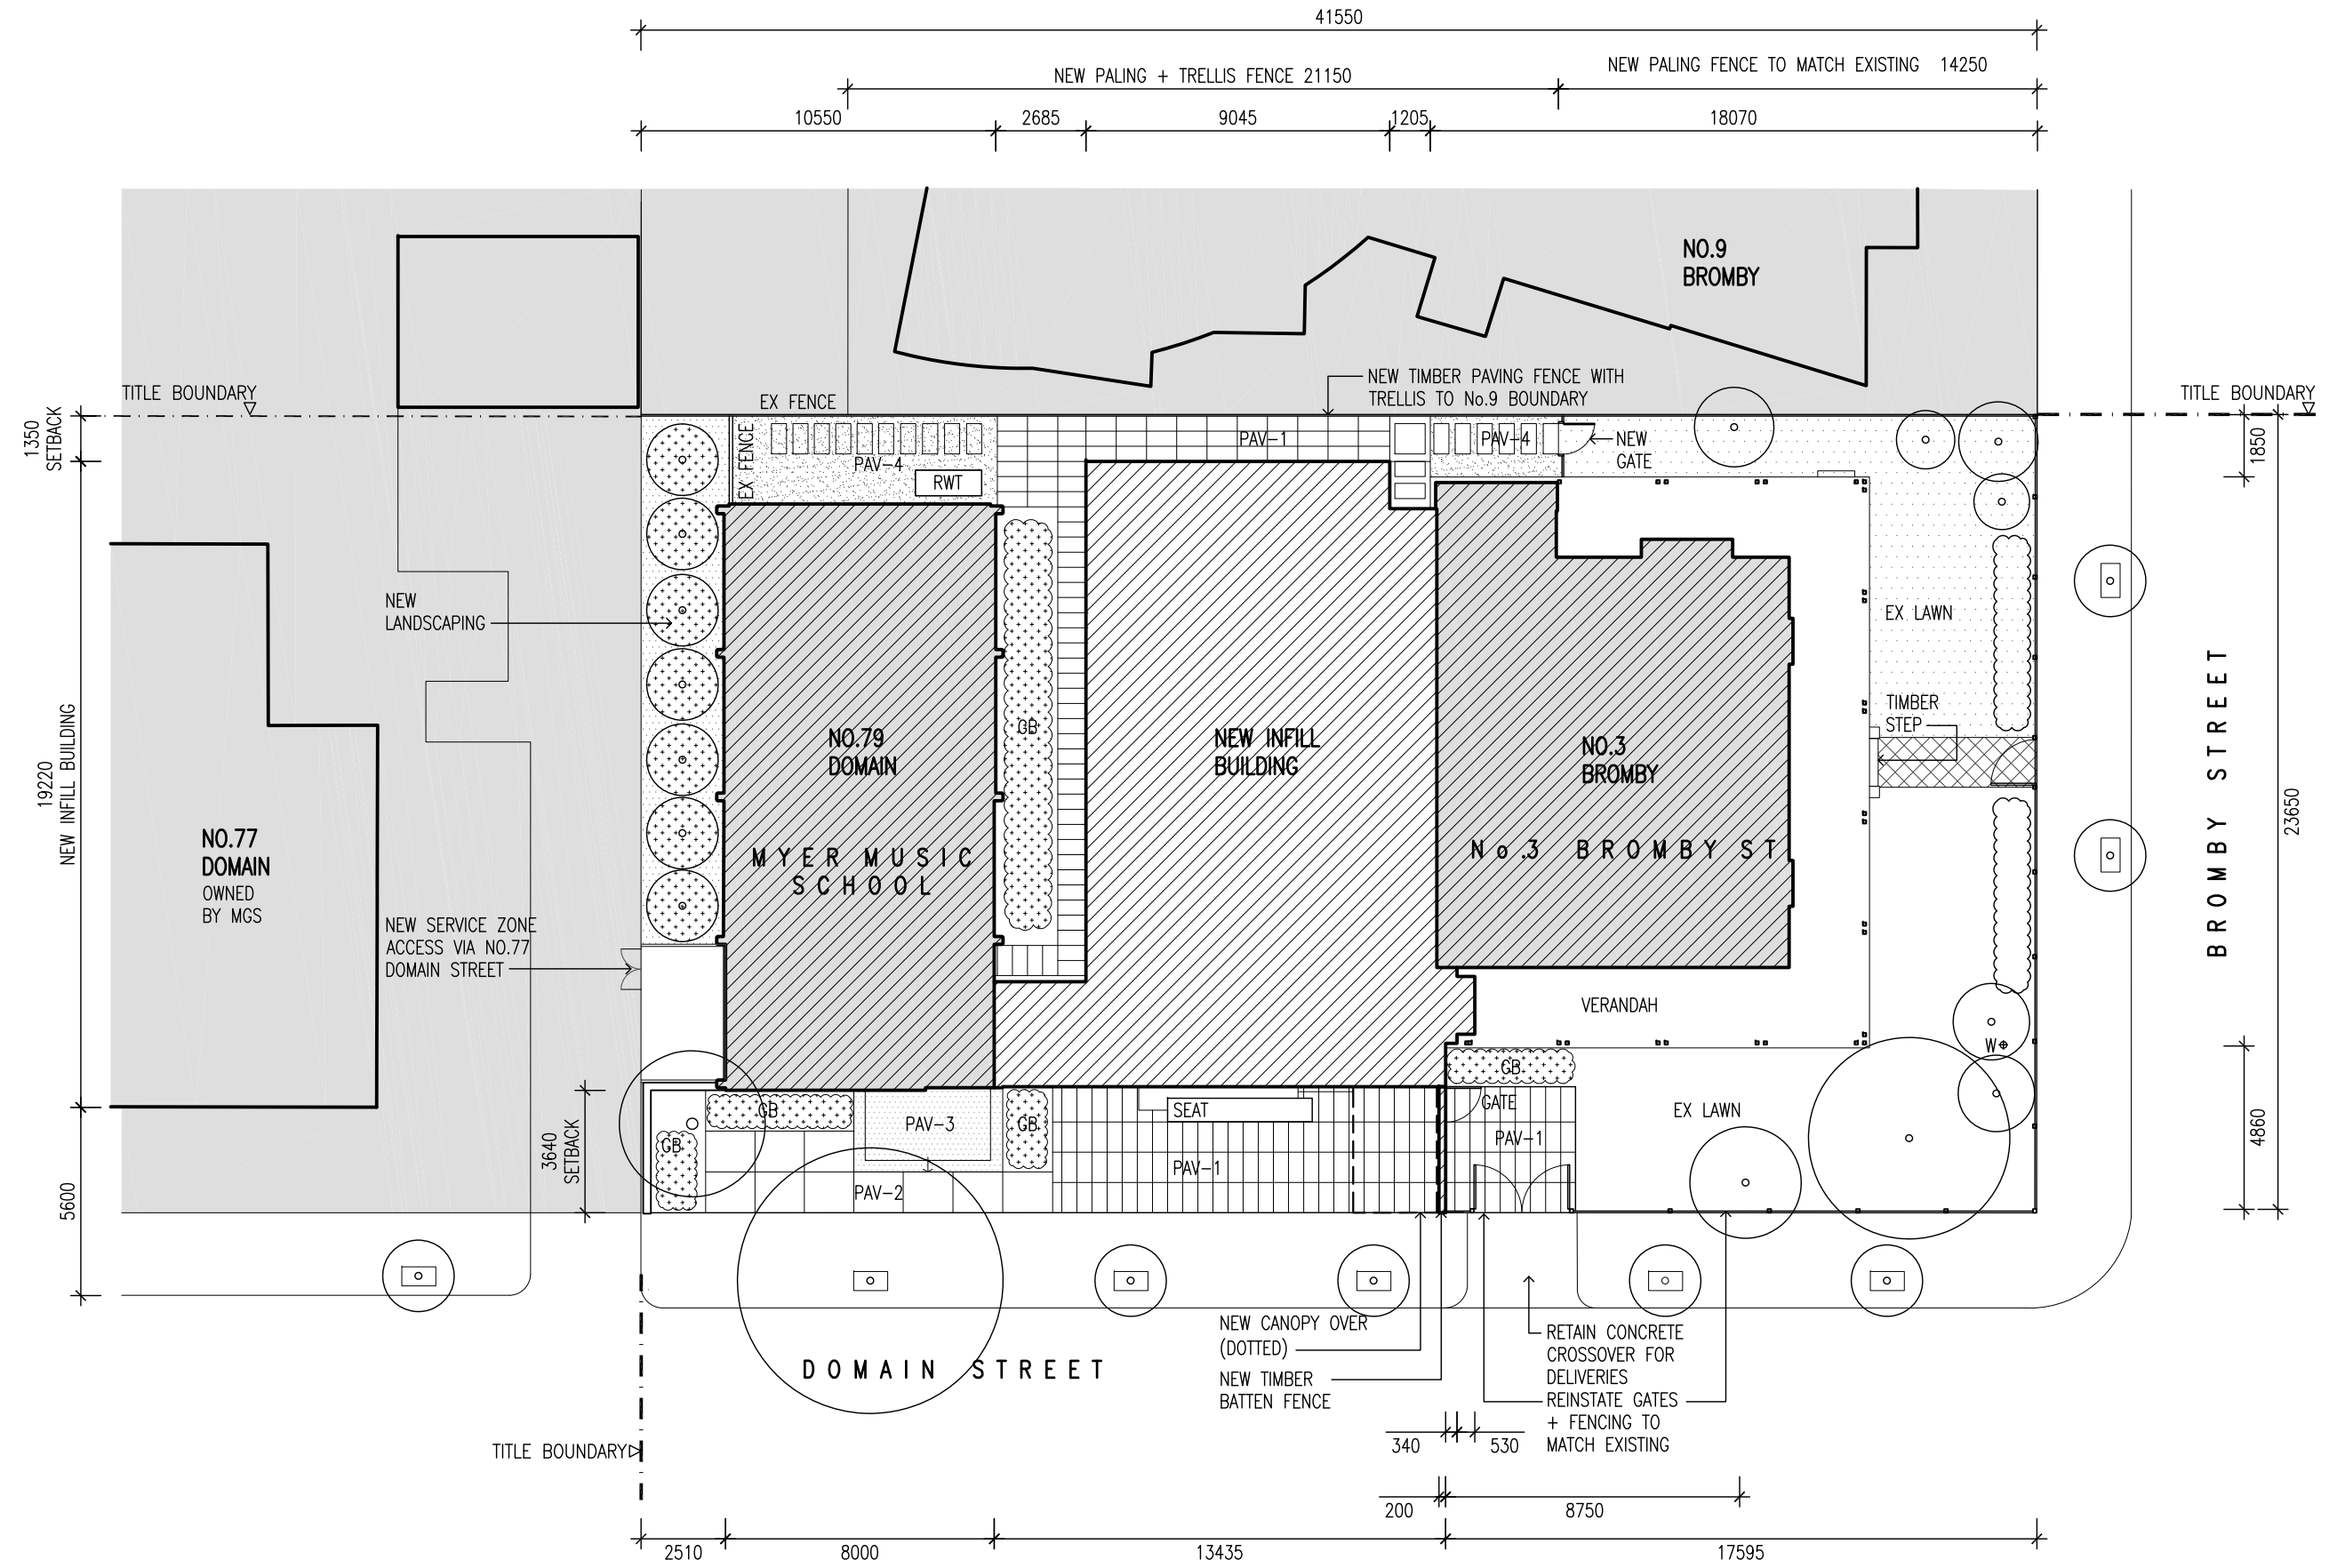 41550
NEW PALING + TRELLIS FENCE 21150
NEW PALING FENCE TO MATCH EXISTING 14250
10550
2685
9045
1205
18070
NO.9
BROMBY
TITLE BOUNDARY
TITLE BOUNDARY
EX FENCE
NEW TIMBER PAVING FENCE WITH
TRELLIS TO No.9 BOUNDARY
1350
SETBACK
1850
EX FENCE
PAV-4
RWT
PAV-1
PAV-4
NEW
GATE
NEW
LANDSCAPING
EX LAWN
TIMBER
STEP
GB
NO.79
DOMAIN
NEW INFILL
BUILDING
NO.3
BROMBY
MYER MUSIC
SCHOOL
No.3 BROMBY ST
BROMBY STREET
23650
19220
NEW INFILL BUILDING
NO.77
DOMAIN
OWNED
BY MGS
NEW SERVICE ZONE
ACCESS VIA NO.77
DOMAIN STREET
VERANDAH
W
GB
GB
GB
GB
PAV-3
SEAT
GATE
PAV-1
EX LAWN
PAV-1
PAV-2
3640
SETBACK
4860
5600
NEW CANOPY OVER
(DOTTED)
NEW TIMBER
BATTEN FENCE
RETAIN CONCRETE
CROSSOVER FOR
DELIVERIES
REINSTATE GATES
+ FENCING TO
MATCH EXISTING
DOMAIN STREET
TITLE BOUNDARY
340
530
200
8750
2510
8000
13435
17595